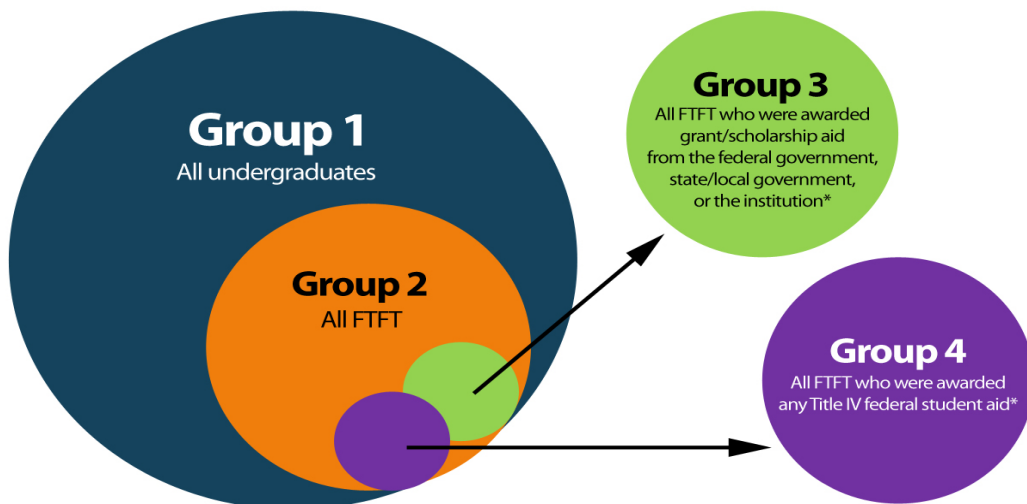 Group 1
All undergraduates
Group 2
All FTFT
Group 3
All FTFT who were awarded
grant/scholarship aid
from the federal government,
state/local government,
or the institution*
Group 4
All FTFT who were awarded
any Title IV federal student aid*